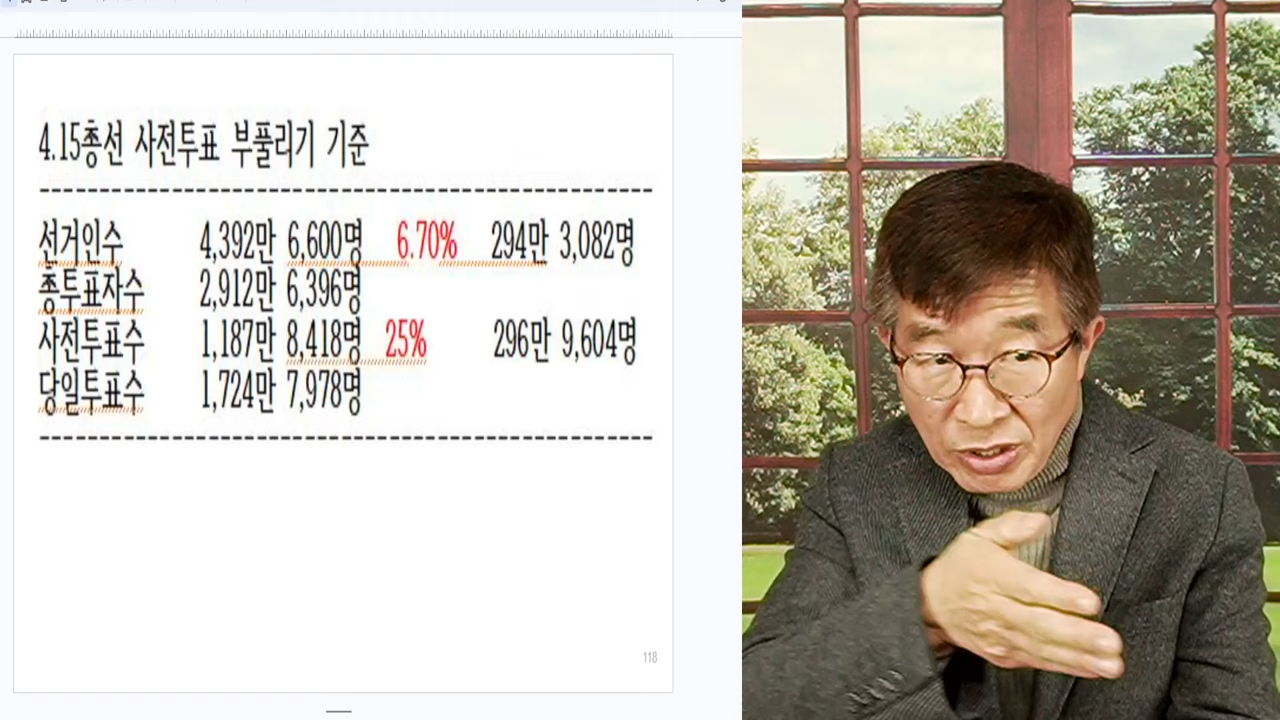 4.15총선 사전투표 부풀리기 기준
선거인수 4,392만 6,600명 6.70% 294만 3,082명
총투표자수 2,912만 6,396명
사전투표수 1,187만 8,418명 25% 296만 9,604명
당일투표수 1,724만 7,978명
118